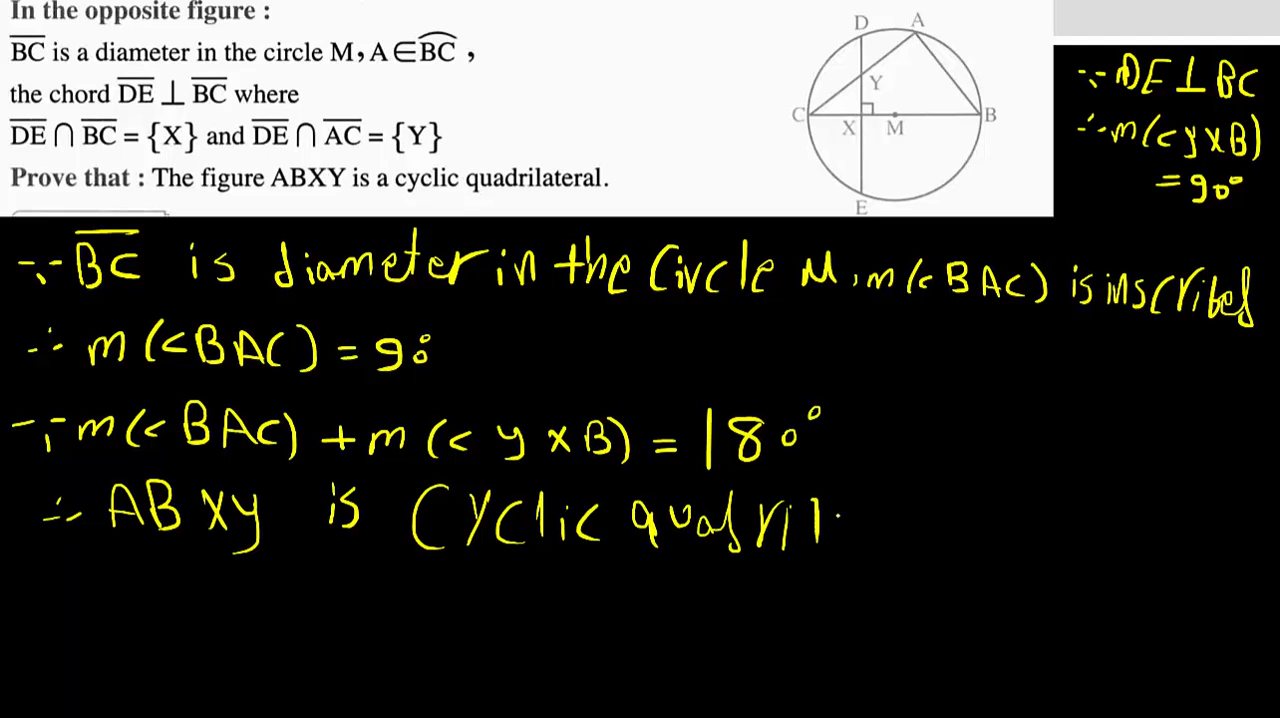 In the opposite figure :
BC is a diameter in the circle M, A∈BC ,
the chord DE ⊥ BC where
DE ∩ BC = {X} and DE ∩ AC = {Y}
Prove that : The figure ABXY is a cyclic quadrilateral.
D A
Y
C B
X M
E
∵ DE ⊥ BC
∴ m(<YXB)
= 90°
∵ BC is diameter in the Circle M, m(<BAC) is inscribed
∴ m(<BAC) = 90
∵ m(<BAC) + m(<YXB) = 180°
∴ ABXY is Cyclic quadril